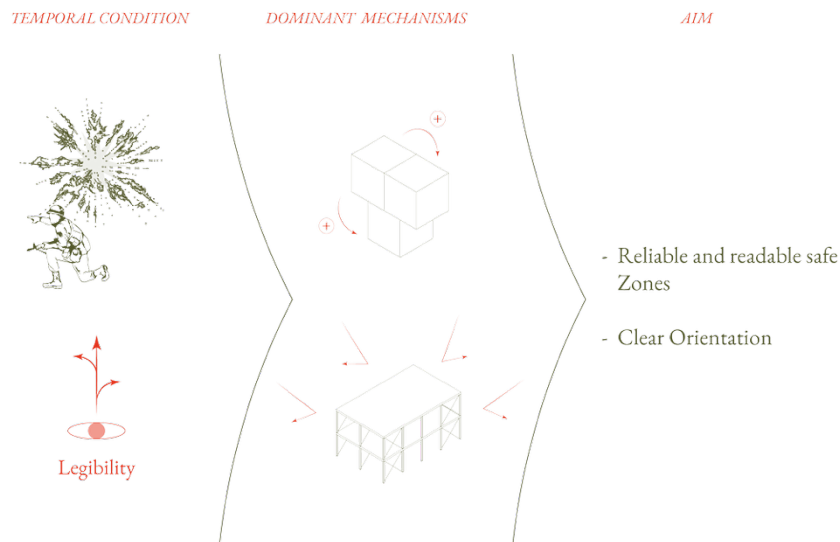 TEMPORAL CONDITION
DOMINANT MECHANISMS
AIM
+
+
- Reliable and readable safe
Zones
- Clear Orientation
Legibility